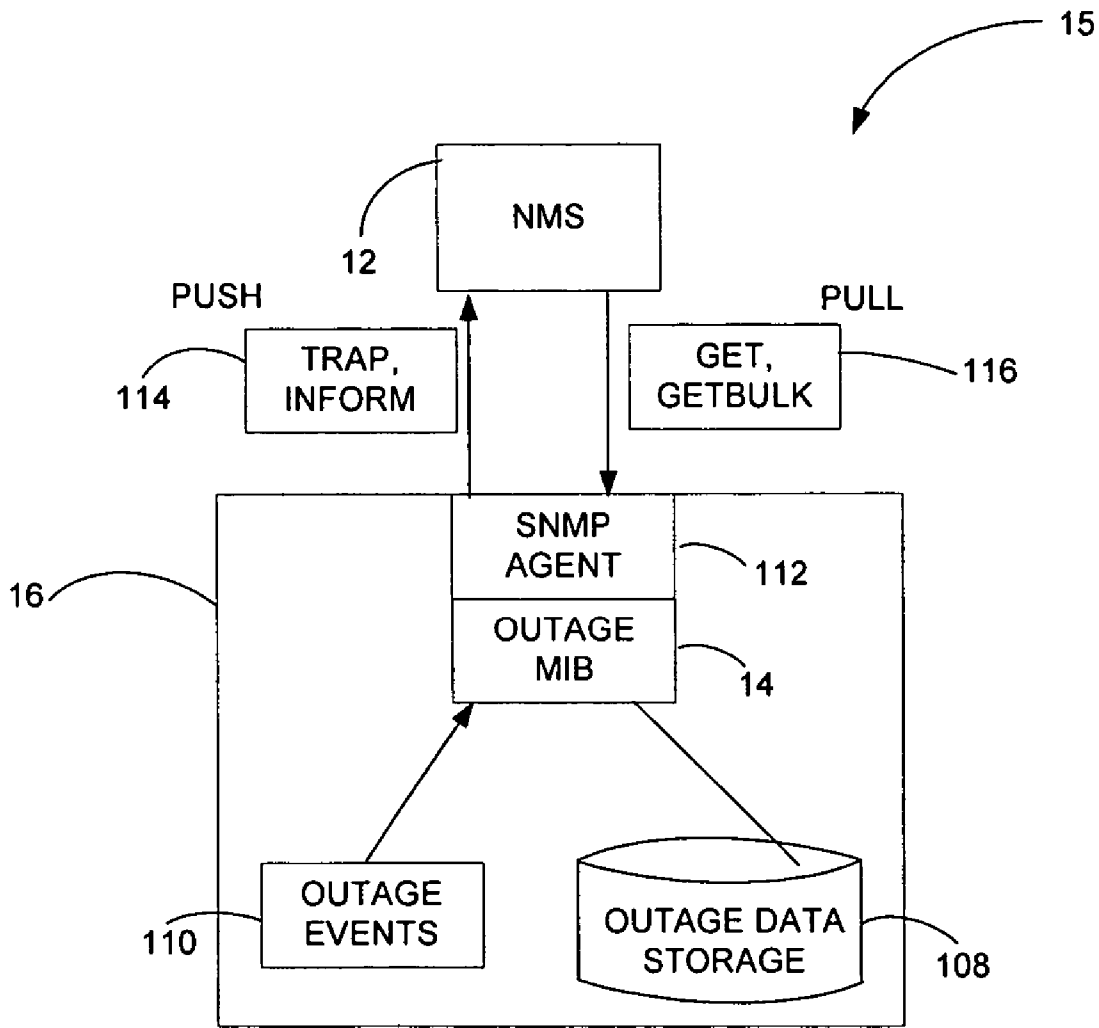 15
NMS
12
PUSH
PULL
TRAP,
INFORM
114
GET,
GETBULK
116
SNMP
AGENT
112
16
OUTAGE
MIB
14
OUTAGE
EVENTS
110
OUTAGE DATA
STORAGE
108